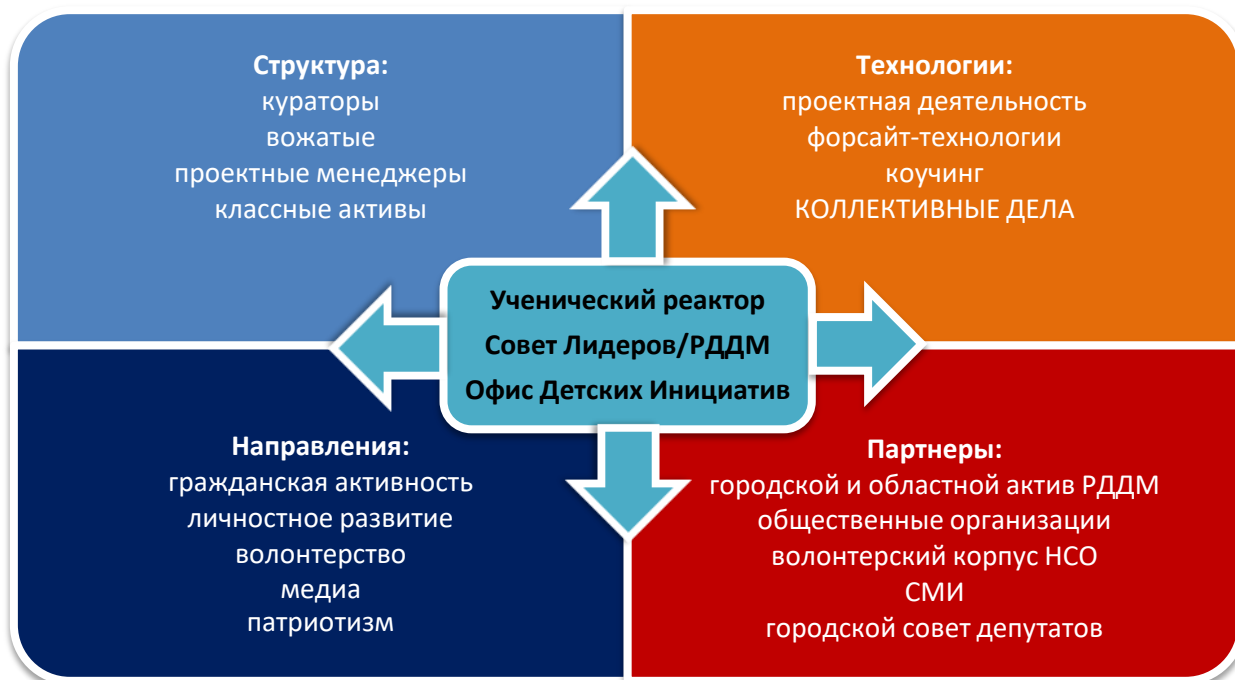 Структура:
кураторы
вожатые
проектные менеджеры
классные активы
Технологии:
проектная деятельность
форсайт-технологии
коучинг
КОЛЛЕКТИВНЫЕ ДЕЛА
Ученический реактор
Совет Лидеров/РДДМ
Офис Детских Инициатив
Направления:
гражданская активность
личностное развитие
волонтерство
медиа
патриотизм
Партнеры:
городской и областной актив РДДМ
общественные организации
волонтерский корпус НСО
СМИ
городской совет депутатов